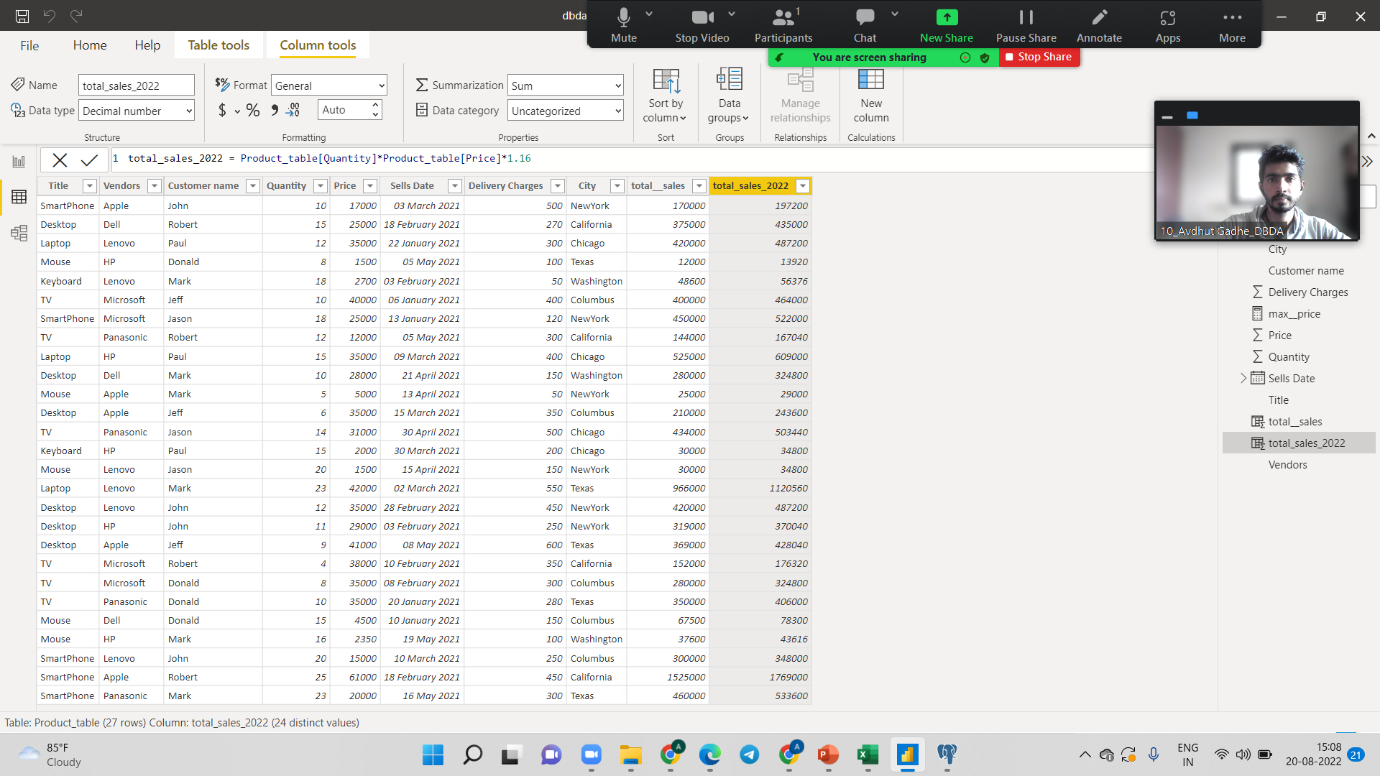 dbda
Mute
Stop Video
1
Participants
Chat
New Share
Pause Share
Annotate
Apps
More
You are screen sharing
Stop Share
File
Home
Help
Table tools
Column tools
Name total_sales_2022
Data type Decimal number
Structure
$% Format General
$ % 9 .00 Auto
Formatting
Summarization Sum
Data category Uncategorized
Properties
Sort by column
Sort
Data groups
Groups
Manage relationships
Relationships
New column
Calculations
1 total_sales_2022 = Product_table[Quantity]*Product_table[Price]*1.16
Title Vendors Customer name Quantity Price Sells Date Delivery Charges City total__sales total_sales_2022
SmartPhone Apple John 10 17000 03 March 2021 500 NewYork 170000 197200
Desktop Dell Robert 15 25000 18 February 2021 270 California 375000 435000
Laptop Lenovo Paul 12 35000 22 January 2021 300 Chicago 420000 487200
Mouse HP Donald 8 1500 05 May 2021 100 Texas 12000 13920
Keyboard Lenovo Mark 18 2700 03 February 2021 50 Washington 48600 56376
TV Microsoft Jeff 10 40000 06 January 2021 400 Columbus 400000 464000
SmartPhone Microsoft Jason 18 25000 13 January 2021 120 NewYork 450000 522000
TV Panasonic Robert 12 12000 05 May 2021 300 California 144000 167040
Laptop HP Paul 15 35000 09 March 2021 400 Chicago 525000 609000
Desktop Dell Mark 10 28000 21 April 2021 150 Washington 280000 324800
Mouse Apple Mark 5 5000 13 April 2021 50 NewYork 25000 29000
Desktop Apple Jeff 6 35000 15 March 2021 350 Columbus 210000 243600
TV Panasonic Jason 14 31000 30 April 2021 500 Chicago 434000 503440
Keyboard HP Paul 15 2000 30 March 2021 200 Chicago 30000 34800
Mouse Lenovo Jason 20 1500 15 April 2021 150 NewYork 30000 34800
Laptop Lenovo Mark 23 42000 02 March 2021 550 Texas 966000 1120560
Desktop Lenovo John 12 35000 28 February 2021 450 NewYork 420000 487200
Desktop HP John 11 29000 03 February 2021 250 NewYork 319000 370040
Desktop Apple Jeff 9 41000 08 May 2021 600 Texas 369000 428040
TV Microsoft Robert 4 38000 10 February 2021 350 California 152000 176320
TV Microsoft Donald 8 35000 08 February 2021 300 Columbus 280000 324800
TV Panasonic Donald 10 35000 20 January 2021 280 Texas 350000 406000
Mouse Dell Donald 15 4500 10 January 2021 150 Columbus 67500 78300
Mouse HP Mark 16 2350 19 May 2021 100 Washington 37600 43616
SmartPhone Lenovo John 20 15000 10 March 2021 250 Columbus 300000 348000
SmartPhone Apple Robert 25 61000 18 February 2021 450 California 1525000 1769000
SmartPhone Panasonic Mark 23 20000 16 May 2021 300 Texas 460000 533600
10_Avdhut Gadhe_DBDA
City
Customer name
Delivery Charges
max__price
Price
Quantity
Sells Date
Title
total__sales
total_sales_2022
Vendors
Table: Product_table (27 rows) Column: total_sales_2022 (24 distinct values)
85°F
Cloudy
ENG
IN
15:08
20-08-2022
21